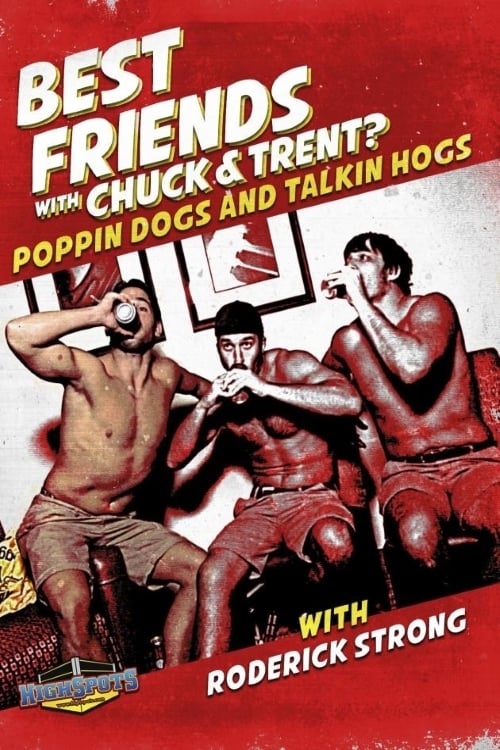 BEST
FRIENDS
WITH CHUCK & TRENT?
POPPIN DOGS AND TALKIN HOGS
WITH
RODERICK STRONG
HIGHSPOTS